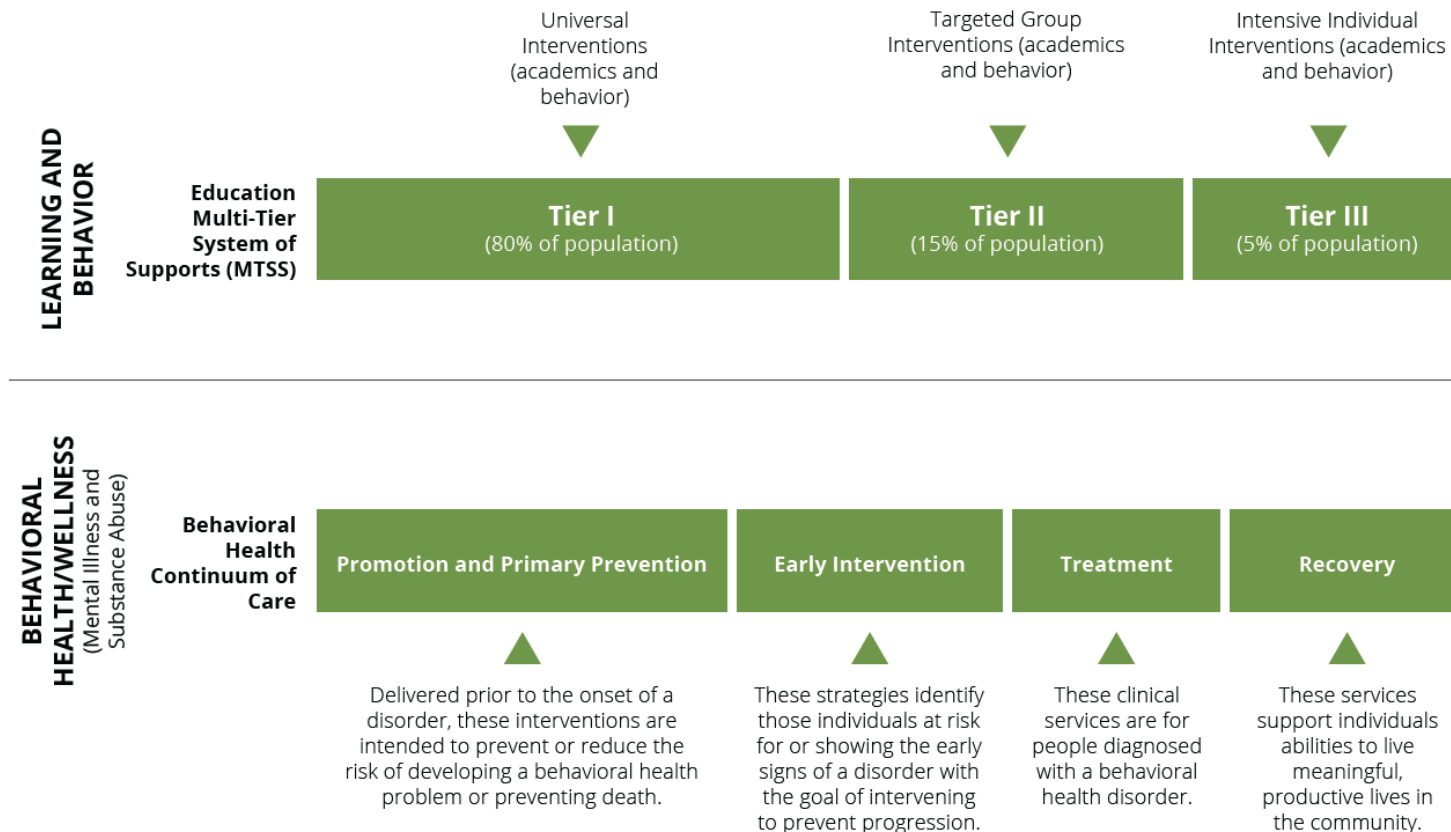 Universal
Interventions
(academics and
behavior)
Targeted Group
Interventions (academics
and behavior)
Intensive Individual
Interventions (academics
and behavior)
LEARNING AND
BEHAVIOR
Education
Multi-Tier
System of
Supports (MTSS)
Tier I
(80% of population)
Tier II
(15% of population)
Tier III
(5% of population)
BEHAVIORAL
HEALTH/WELLNESS
(Mental Illness and
Substance Abuse)
Behavioral
Health
Continuum of
Care
Promotion and Primary Prevention
Early Intervention
Treatment
Recovery
Delivered prior to the onset of a
disorder, these interventions are
intended to prevent or reduce the
risk of developing a behavioral health
problem or preventing death.
These strategies identify
those individuals at risk
for or showing the early
signs of a disorder with
the goal of intervening
to prevent progression.
These clinical
services are for
people diagnosed
with a behavioral
health disorder.
These services
support individuals
abilities to live
meaningful,
productive lives in
the community.